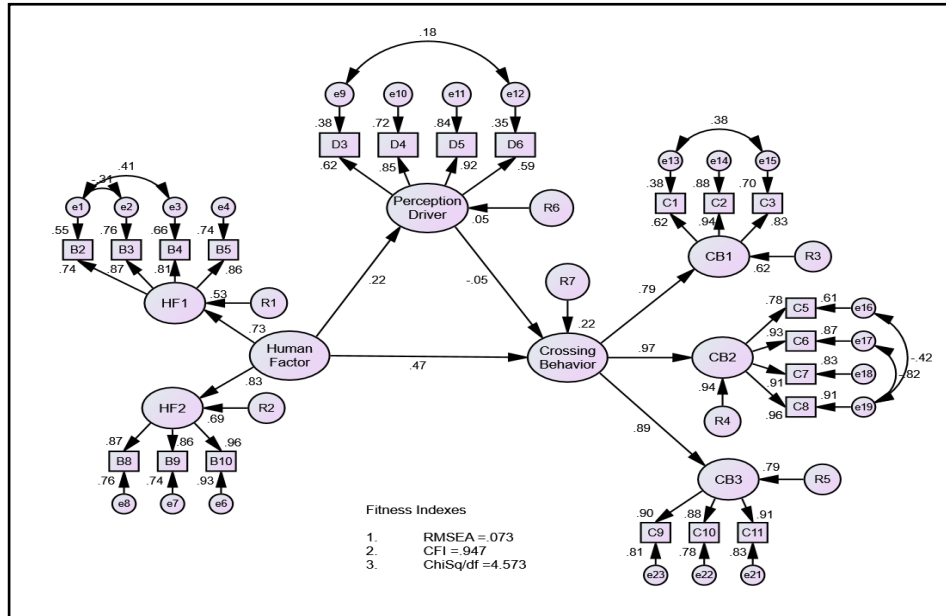 .18
e9
e10
e11
e12
.38
.72
.84
.35
D3
D4
D5
D6
.62
.85
.92
.59
Perception
Driver
.05
R6
.41
-.31
e1
e2
e3
e4
.55
.76
.66
.74
B2
B3
B4
B5
.74
.87
.81
.86
HF1
.53
R1
.73
Human
Factor
.83
HF2
.69
R2
.87
.86
.96
B8
B9
B10
.76
.74
.93
e8
e7
e6
.22
-.05
.47
R7
.22
Crossing
Behavior
.79
.97
.89
.38
e13
e14
e15
.38
.88
.70
C1
C2
C3
.62
.94
.83
CB1
.62
R3
CB2
.94
R4
.78
C5
.61
e16
.93
C6
.87
e17
.91
C7
.83
e18
.96
C8
.91
e19
-.42
-.82
CB3
.79
R5
.90
.88
.91
C9
C10
C11
.81
.78
.83
e23
e22
e21
Fitness Indexes
1. RMSEA =.073
2. CFI =.947
3. ChiSq/df =4.573